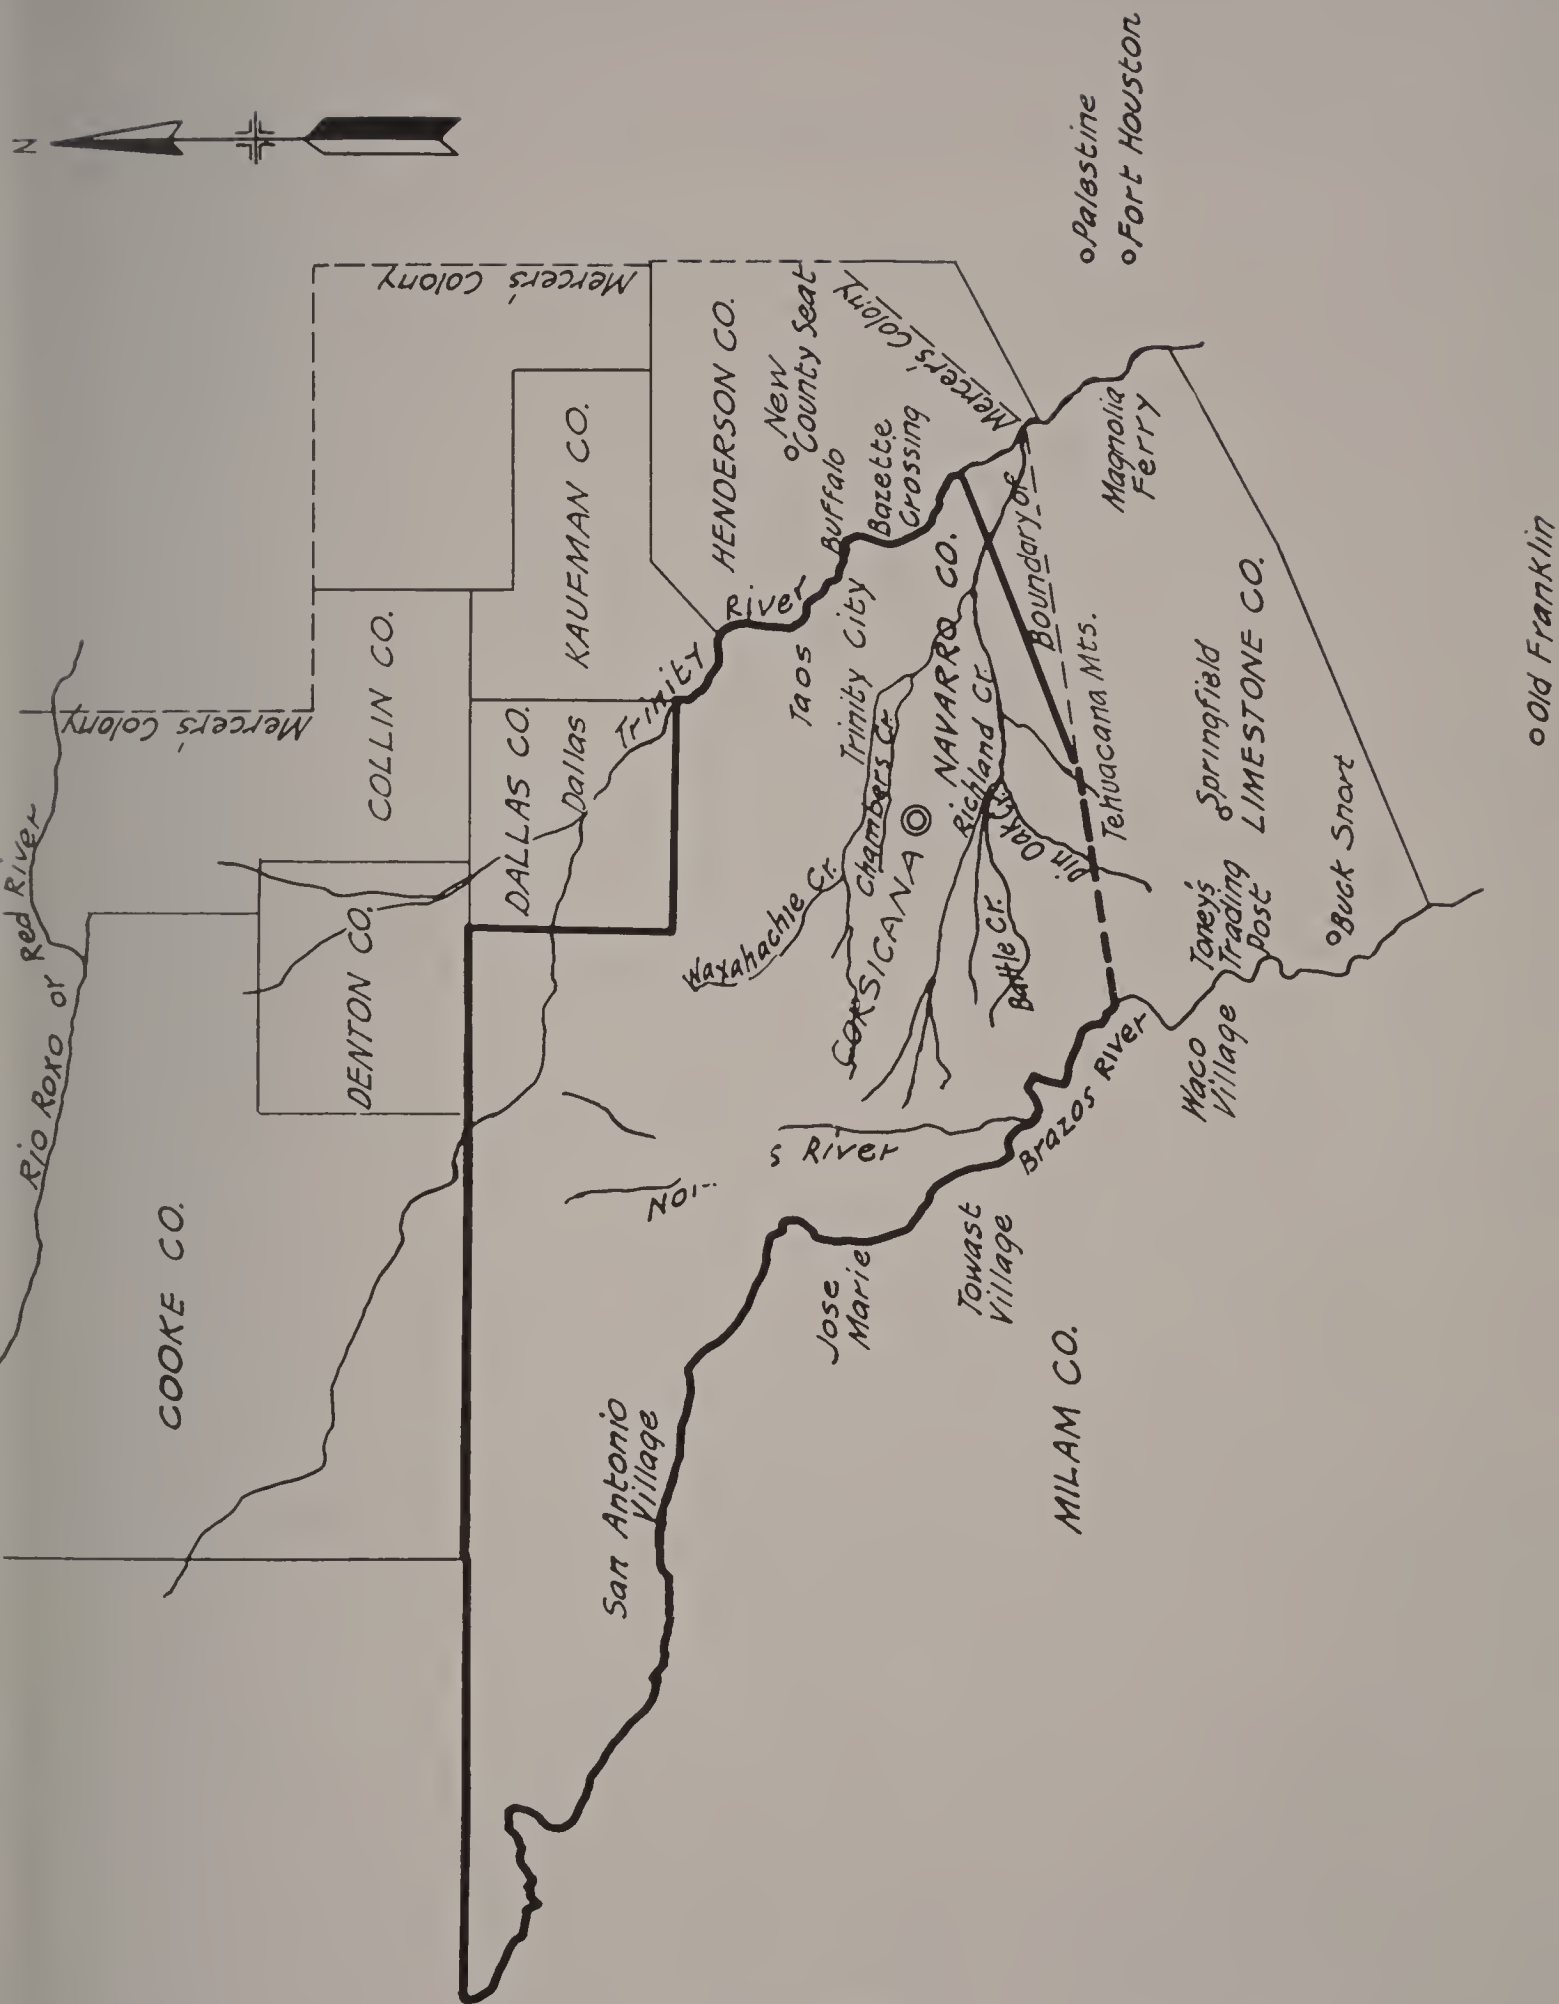 N
Rio Roxo or Red River
Mercer's Colony
Mercer's Colony
COOKE CO.
DENTON CO.
COLLIN CO.
DALLAS CO.
Dallas
KAUFMAN CO.
HENDERSON CO.
New
County Seat
Mercer's Colony
Trinity River
Taos
Buffalo
Trinity City
Bazette
Crossing
Waxahachie Cr.
Chambers Cr.
CORSICANA
NAVARRO CO.
Richland Cr.
Battle Cr.
Oak Cr.
Boundary of
Tehuacana Mts.
Magnolia
Ferry
Palestine
Fort Houston
San Antonio
Village
No
s River
Jose
Marie
Towast
Village
Brazos River
MILAM CO.
Waco
Village
Toney's
Trading
Post
Springfield
LIMESTONE CO.
Buck Snort
Old Franklin